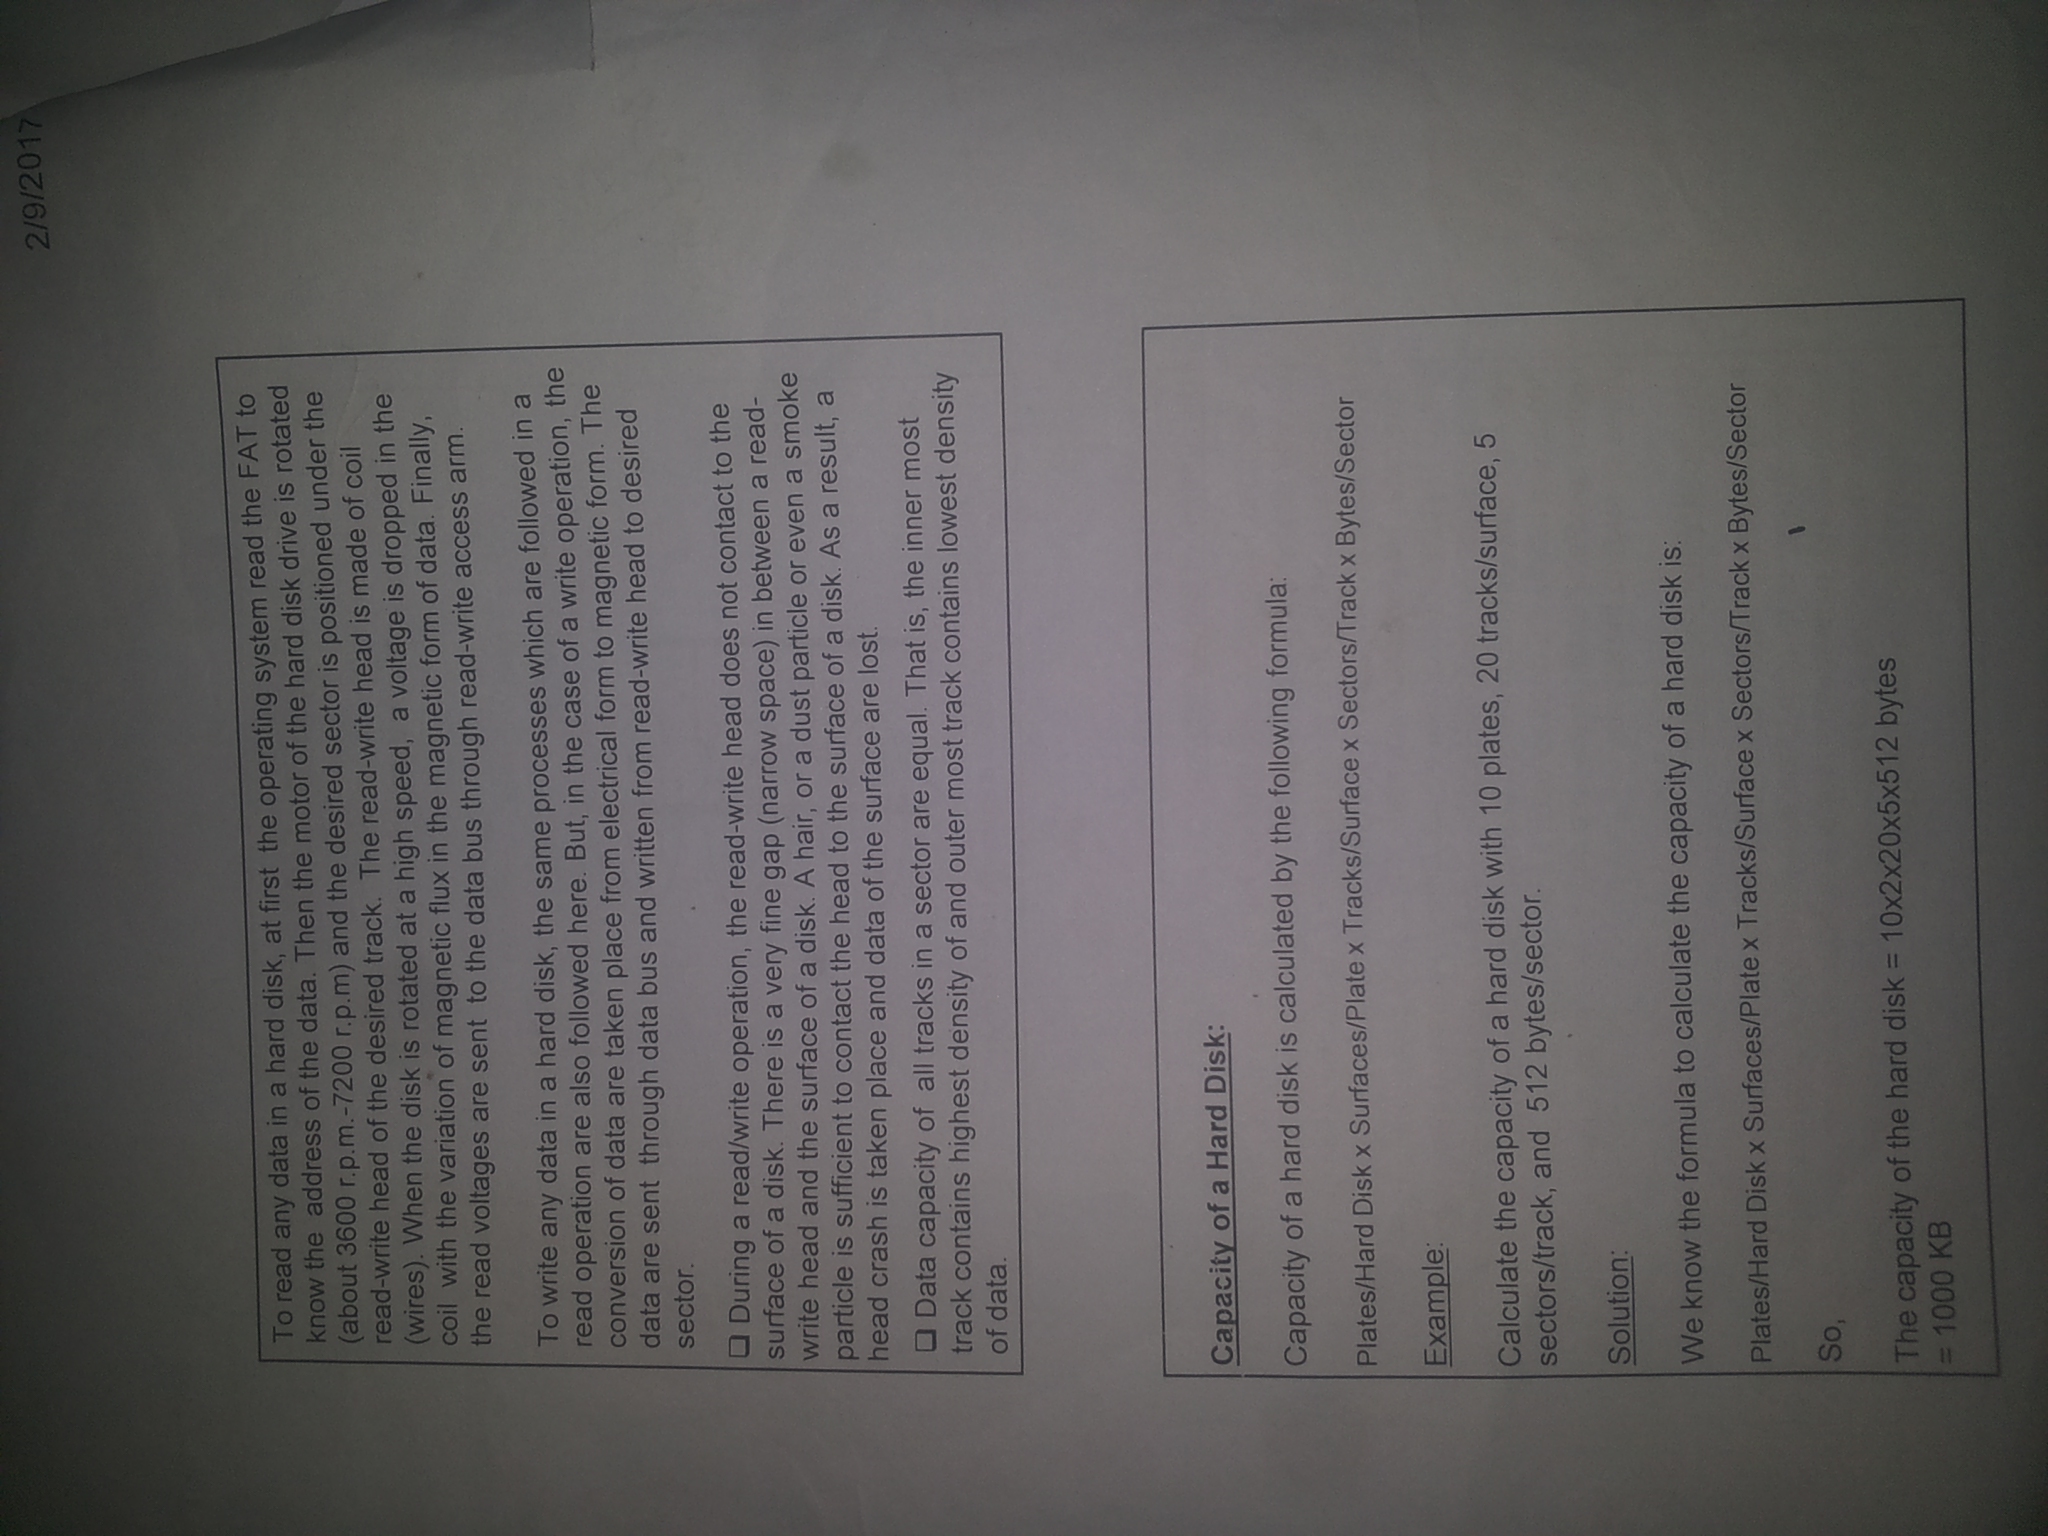 2/9/2017
To read any data in a hard disk, at first the operating system read the FAT to
know the address of the data. Then the motor of the hard disk drive is rotated
(about 3600 r.p.m.-7200 r.p.m) and the desired sector is positioned under the
read-write head of the desired track. The read-write head is made of coil
(wires). When the disk is rotated at a high speed, a voltage is dropped in the
coil with the variation of magnetic flux in the magnetic form of data. Finally,
the read voltages are sent to the data bus through read-write access arm.
To write any data in a hard disk, the same processes which are followed in a
read operation are also followed here. But, in the case of a write operation, the
conversion of data are taken place from electrical form to magnetic form. The
data are sent through data bus and written from read-write head to desired
sector.
❑ During a read/write operation, the read-write head does not contact to the
surface of a disk. There is a very fine gap (narrow space) in between a read-
write head and the surface of a disk. A hair, or a dust particle or even a smoke
particle is sufficient to contact the head to the surface of a disk. As a result, a
head crash is taken place and data of the surface are lost.
❑ Data capacity of all tracks in a sector are equal. That is, the inner most
track contains highest density of and outer most track contains lowest density
of data.
Capacity of a Hard Disk:
Capacity of a hard disk is calculated by the following formula:
Plates/Hard Disk x Surfaces/Plate x Tracks/Surface x Sectors/Track x Bytes/Sector
Example:
Calculate the capacity of a hard disk with 10 plates, 20 tracks/surface, 5
sectors/track, and 512 bytes/sector.
Solution:
We know the formula to calculate the capacity of a hard disk is:
Plates/Hard Disk x Surfaces/Plate x Tracks/Surface x Sectors/Track x Bytes/Sector
So,
The capacity of the hard disk = 10x2x20x5x512 bytes
= 1000 KB